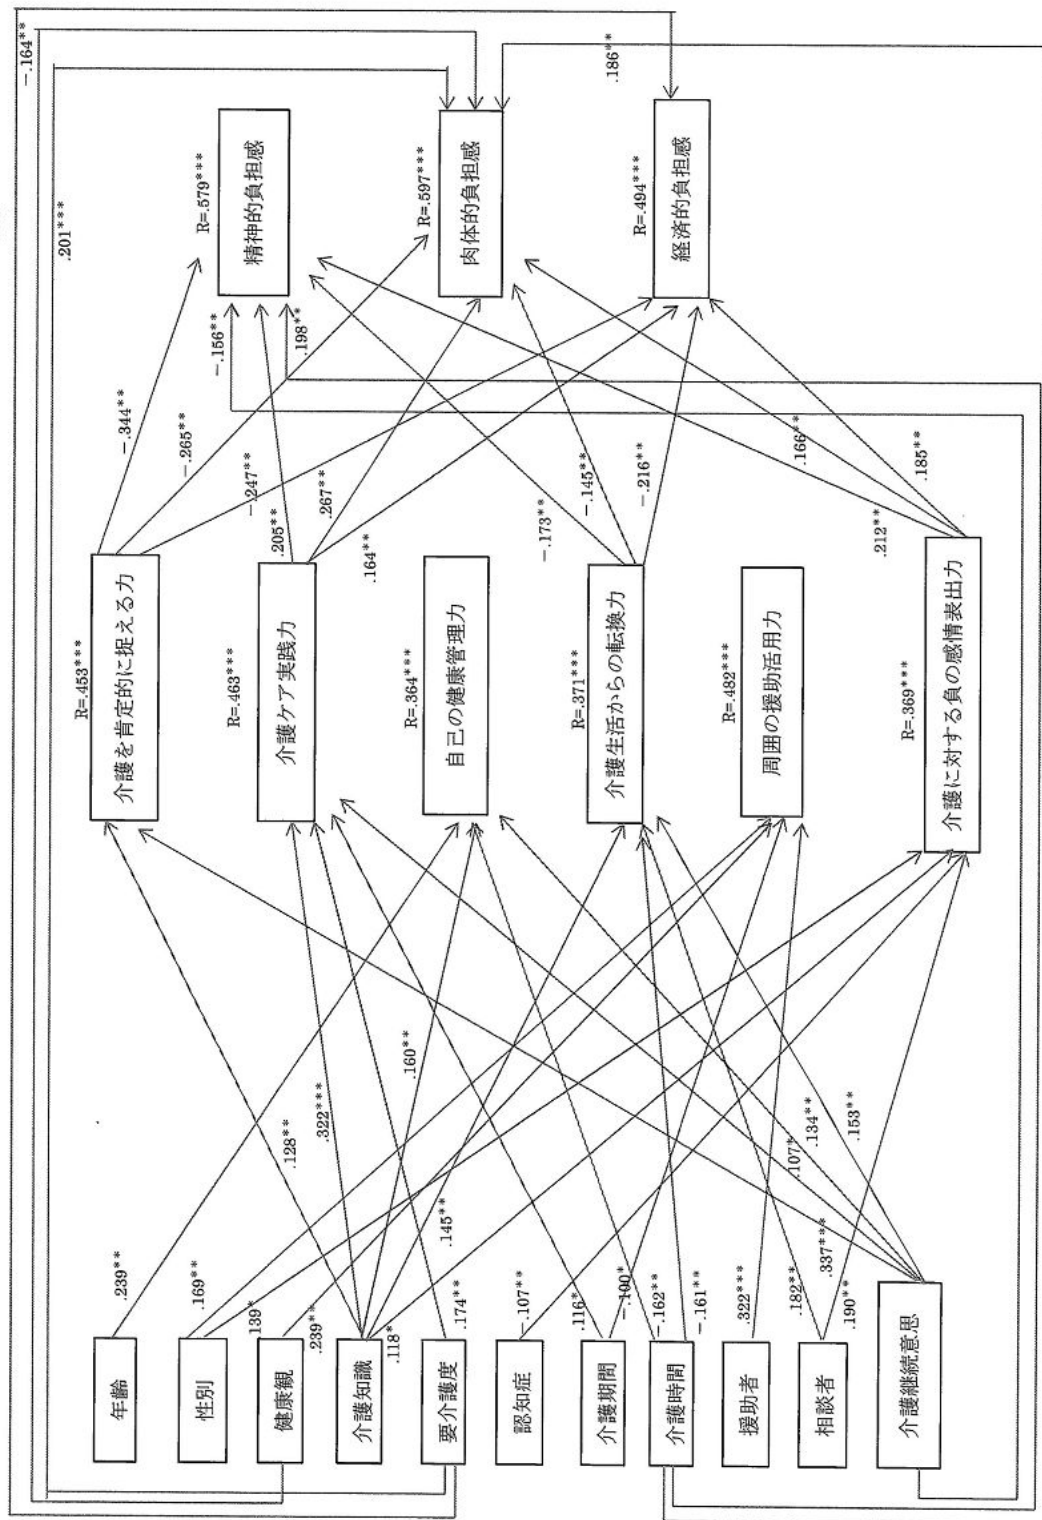 年齢
性別
健康観
介護知識
要介護度
認知症
介護期間
介護時間
援助者
相談者
介護継続意思
.239**
.169**
.139*
.239**
.118*
.174**
.107**
.116*
-.100*
-.162**
-.161**
.322***
.182**
.190**
.337***
.145**
.128**
.322***
.160**
.107*
.134**
.153**
R=.453***
介護を肯定的に捉える力
R=.463***
介護ケア実践力
R=.364***
自己の健康管理力
R=.371***
介護生活からの転換力
R=.482***
周囲の援助活用力
R=.369***
介護に対する負の感情表出力
-.344**
-.265**
-.247**
.205**
.267**
.164**
-.173**
-.145**
-.216**
.212**
.166**
.185**
-.156**
.198**
R=.579***
精神的負担感
R=.597***
肉体的負担感
R=.494***
経済的負担感
-.164**
.201***
.186**